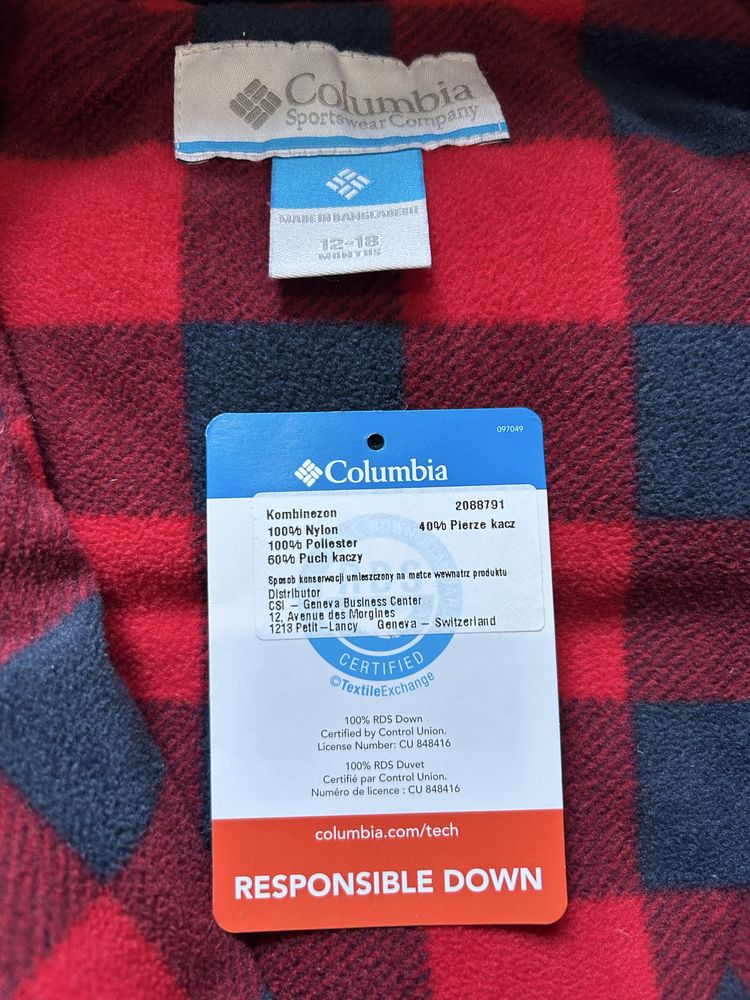 Columbia
Sportswear Company
MADE IN BANGLADESH
12-18
MONTHS
097049
Columbia
Kombinezon 2088791
100% Nylon 40% Pierze kacz
100% Poliester
60% Puch kaczy
Sposob konserwacji umieszczony na metce wewnatrz produktu
Distributor
CSI – Geneva Business Center
12, Avenue des Morgines
1213 Petit–Lancy Geneva – Switzerland
CERTIFIED
©TextileExchange
100% RDS Down
Certified by Control Union.
License Number: CU 848416
100% RDS Duvet
Certifié par Control Union.
Numéro de licence : CU 848416
columbia.com/tech
RESPONSIBLE DOWN